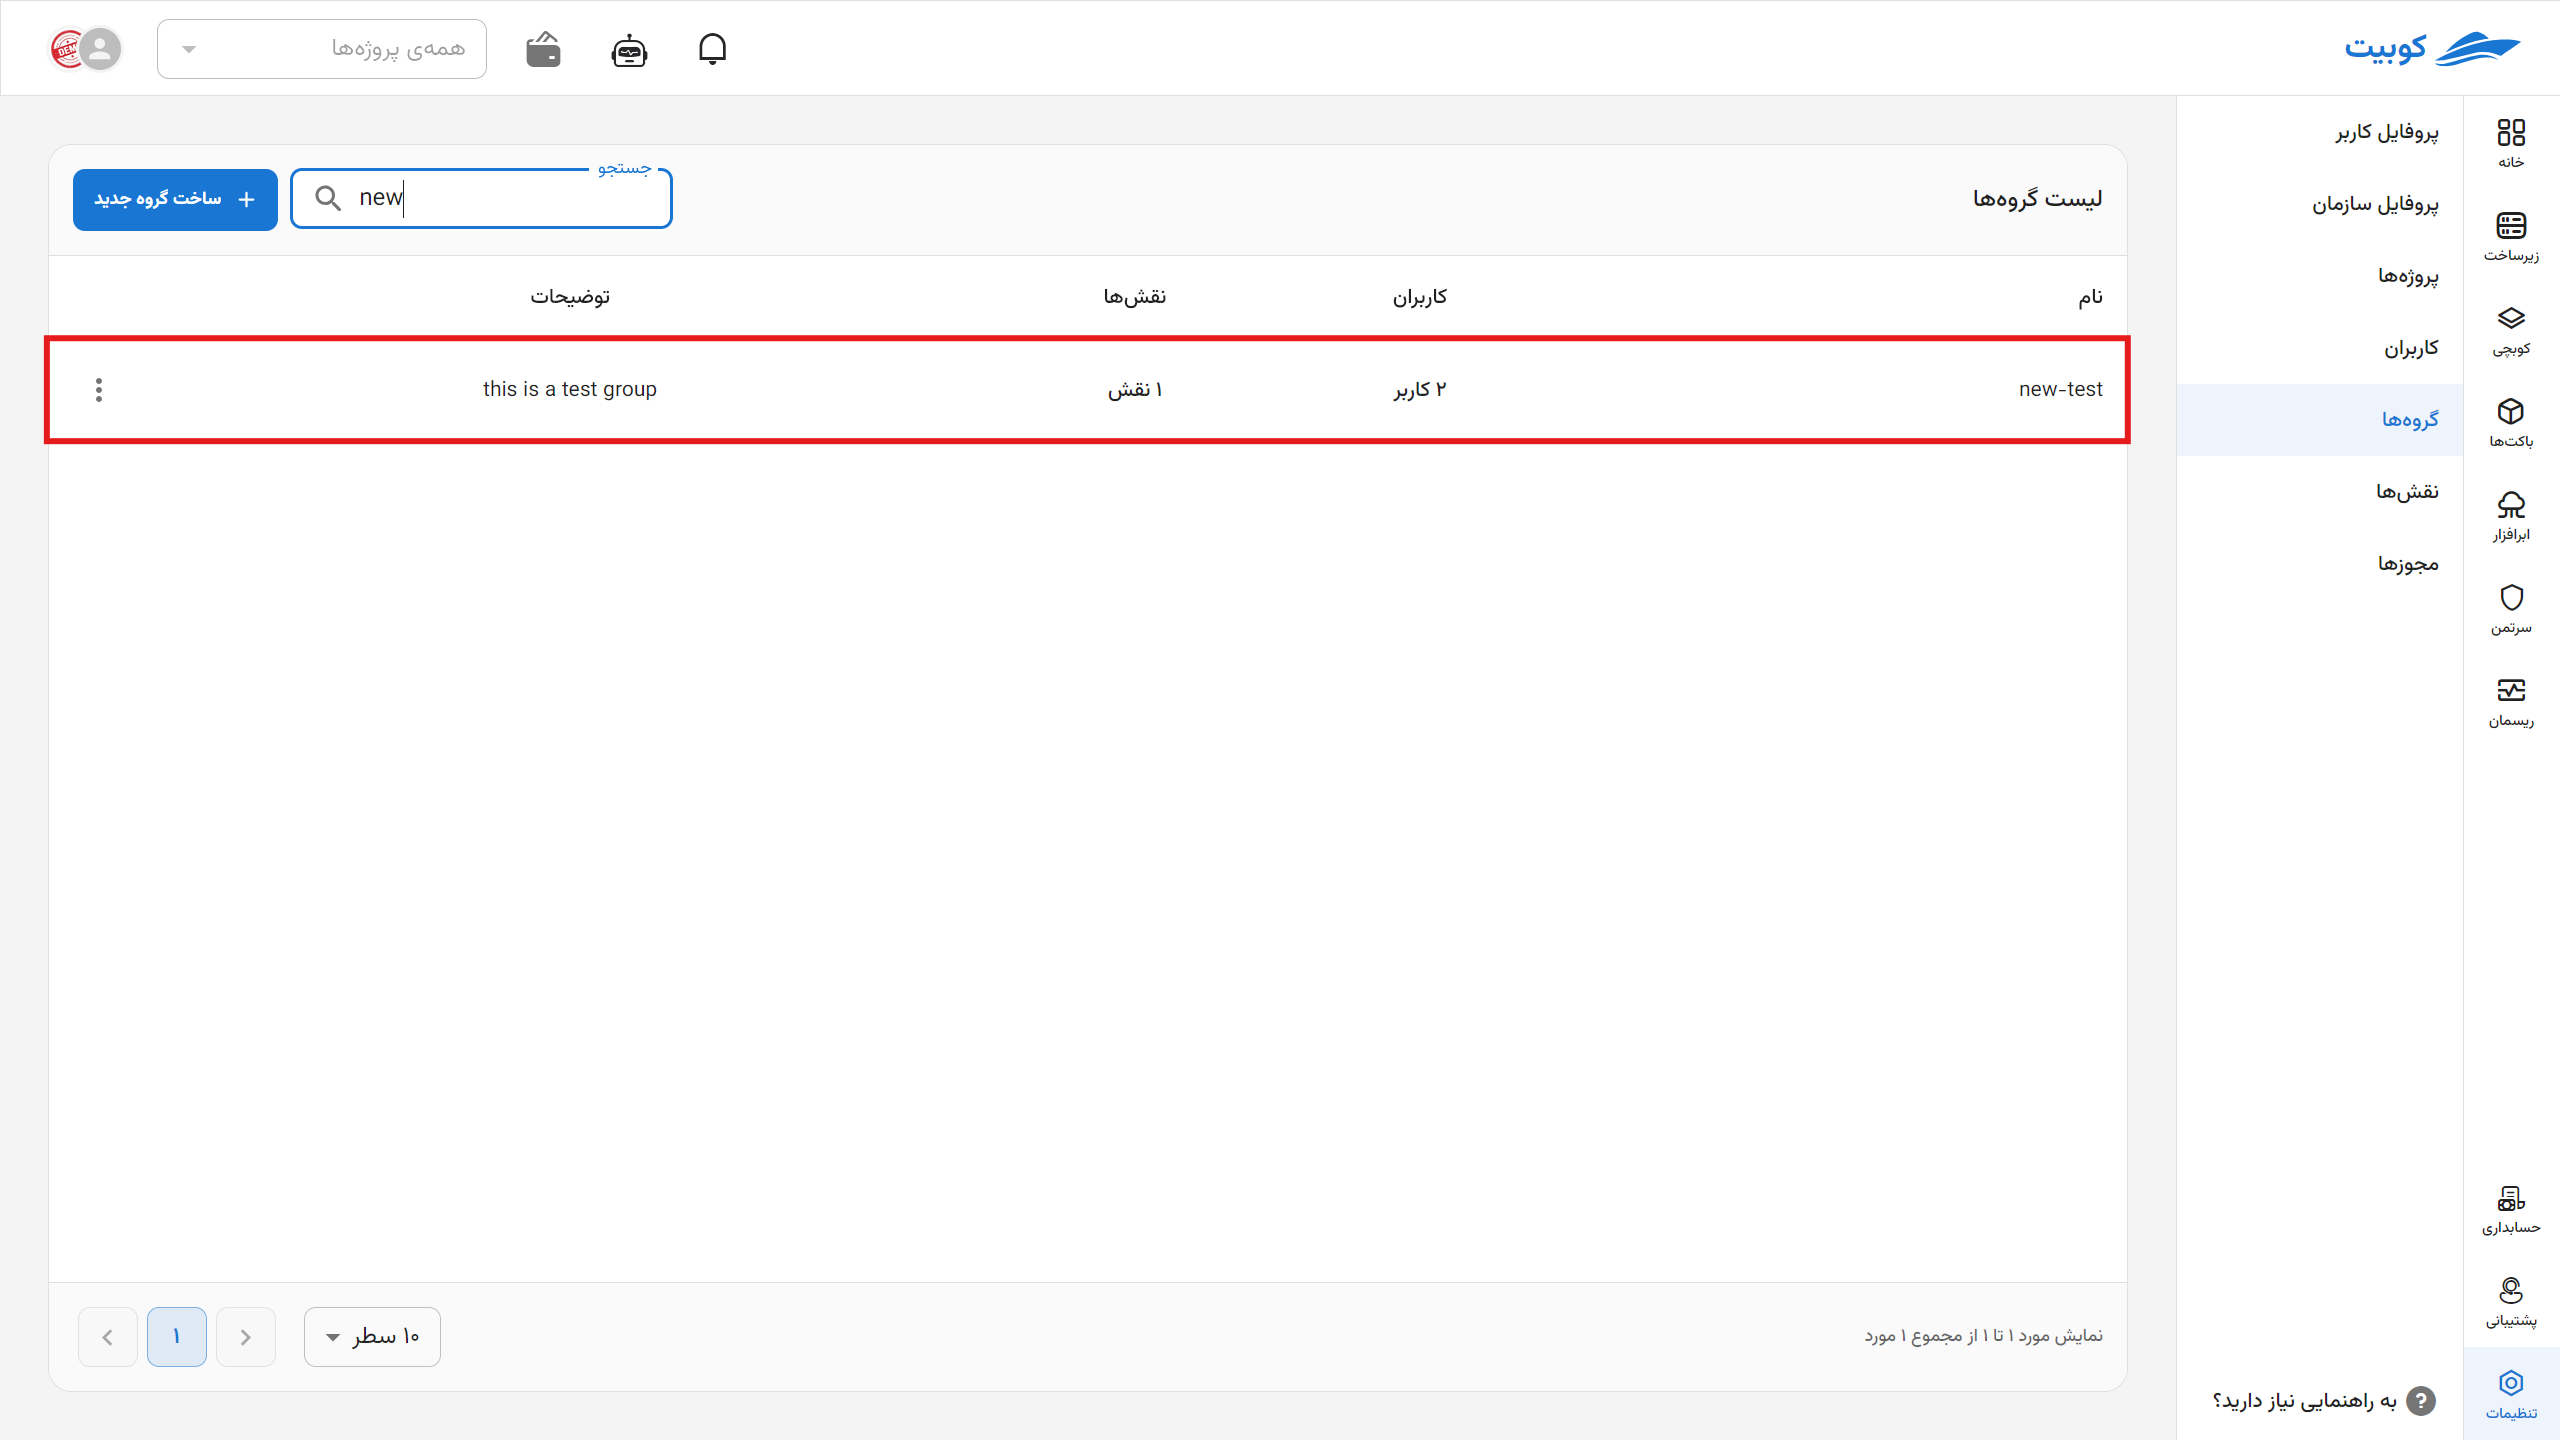 کوبیت
همه‌ی پروژه‌ها
DEM
خانه
زیرساخت
کوبچی
باکت‌ها
ابرافزار
سرتمن
ریسمان
حسابداری
پشتیبانی
تنظیمات
پروفایل کاربر
پروفایل سازمان
پروژه‌ها
کاربران
گروه‌ها
نقش‌ها
مجوزها
به راهنمایی نیاز دارید؟
لیست گروه‌ها
جستجو
new
ساخت گروه جدید
نام کاربران نقش‌ها توضیحات
new-test ۲ کاربر ۱ نقش this is a test group
نمایش مورد ۱ تا ۱ از مجموع ۱ مورد
۱۰ سطر
۱